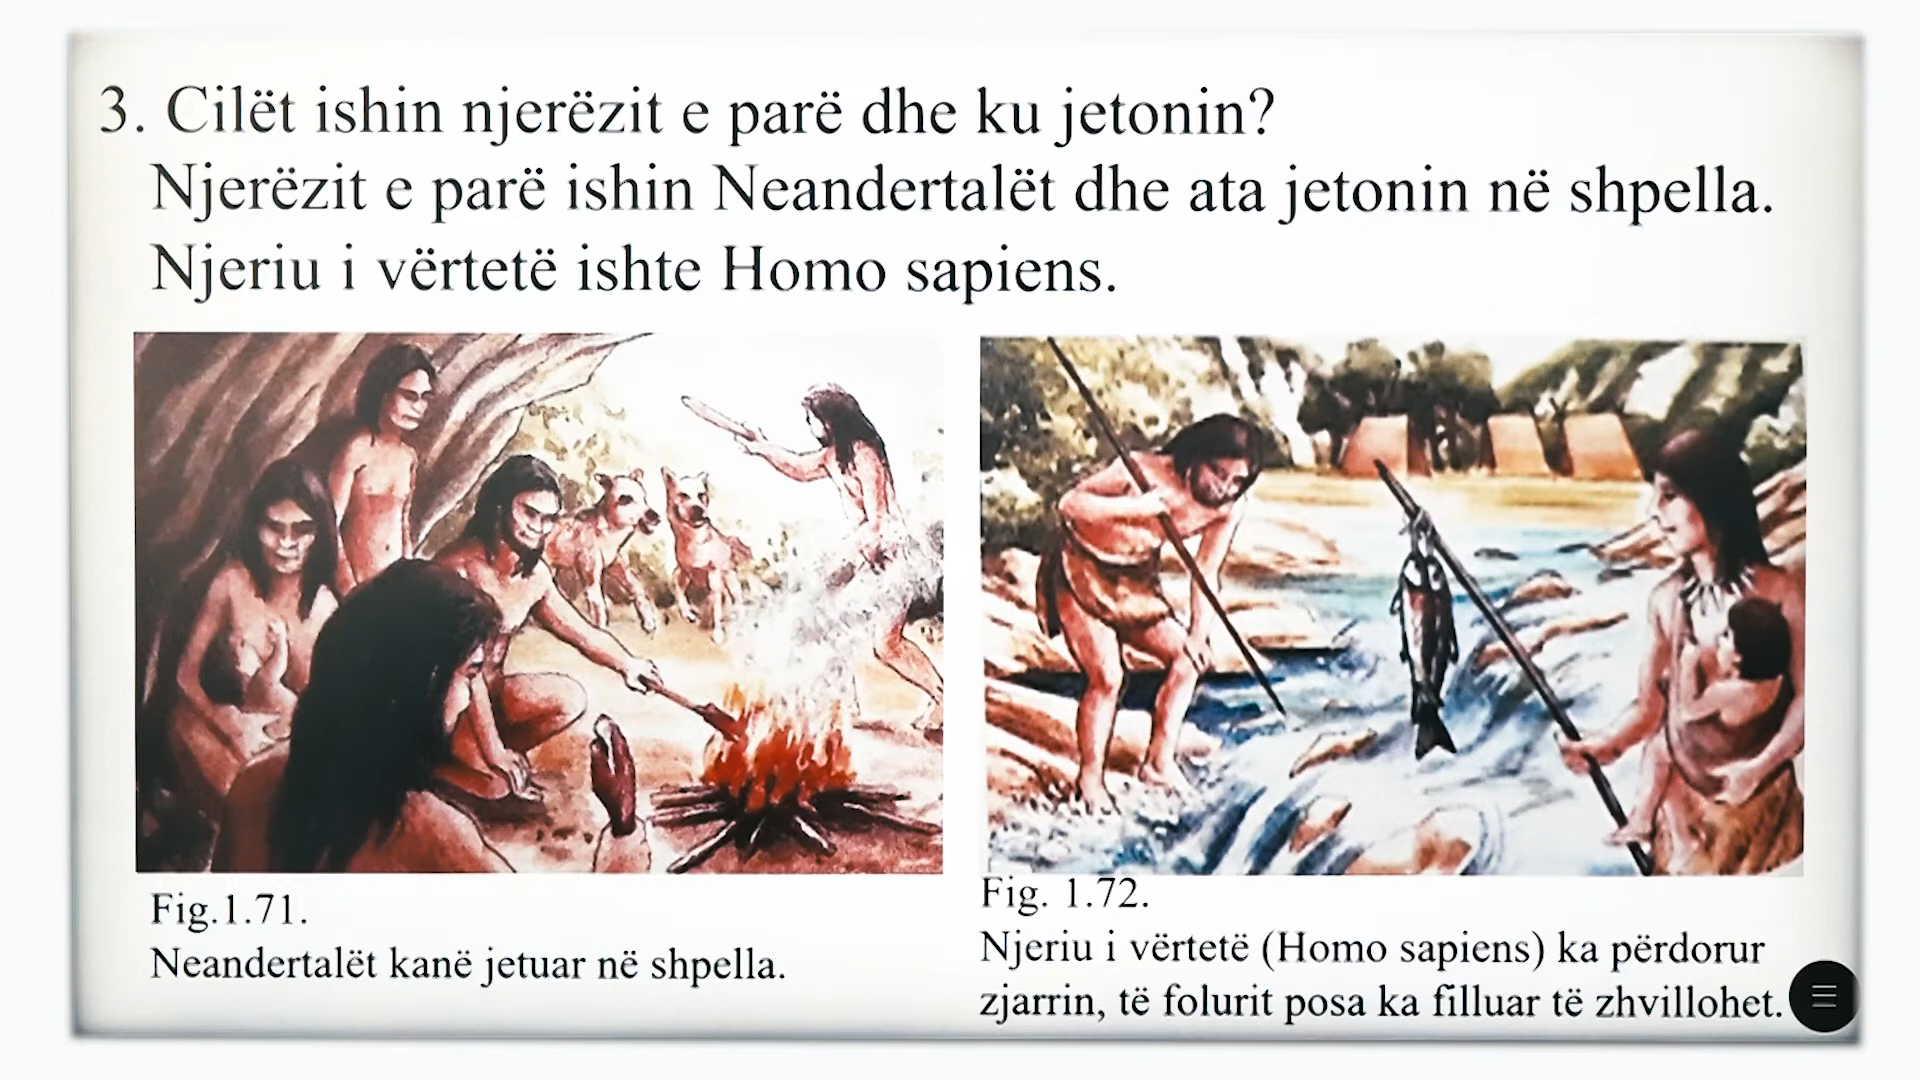 3. Cilët ishin njerëzit e parë dhe ku jetonin?
Njerëzit e parë ishin Neandertalët dhe ata jetonin në shpella.
Njeriu i vërtetë ishte Homo sapiens.
Fig.1.71.
Neandertalët kanë jetuar në shpella.
Fig. 1.72.
Njeriu i vërtetë (Homo sapiens) ka përdorur
zjarrin, të folurit posa ka filluar të zhvillohet.